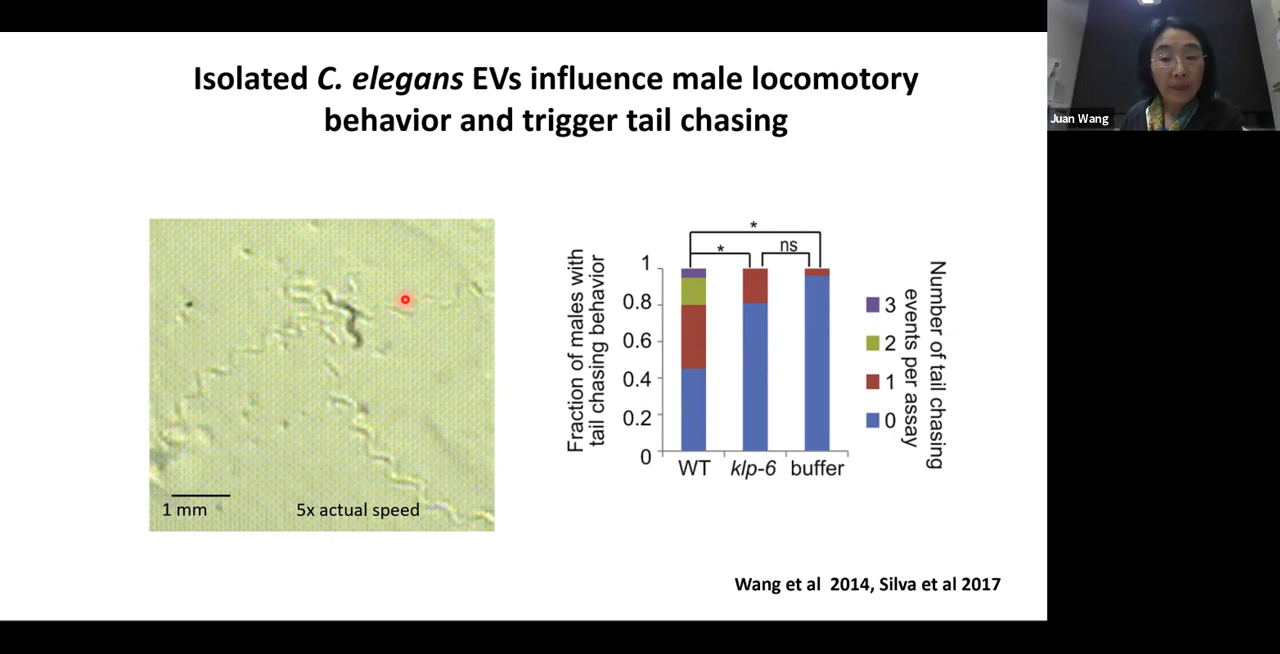 Isolated C. elegans EVs influence male locomotory
behavior and trigger tail chasing
Juan Wang
1 mm
5x actual speed
Fraction of males with
tail chasing behavior
1
0.8
0.6
0.4
0.2
0
*
*
ns
WT
klp-6
buffer
3
2
1
0
Number of tail chasing
events per assay
Wang et al 2014, Silva et al 2017